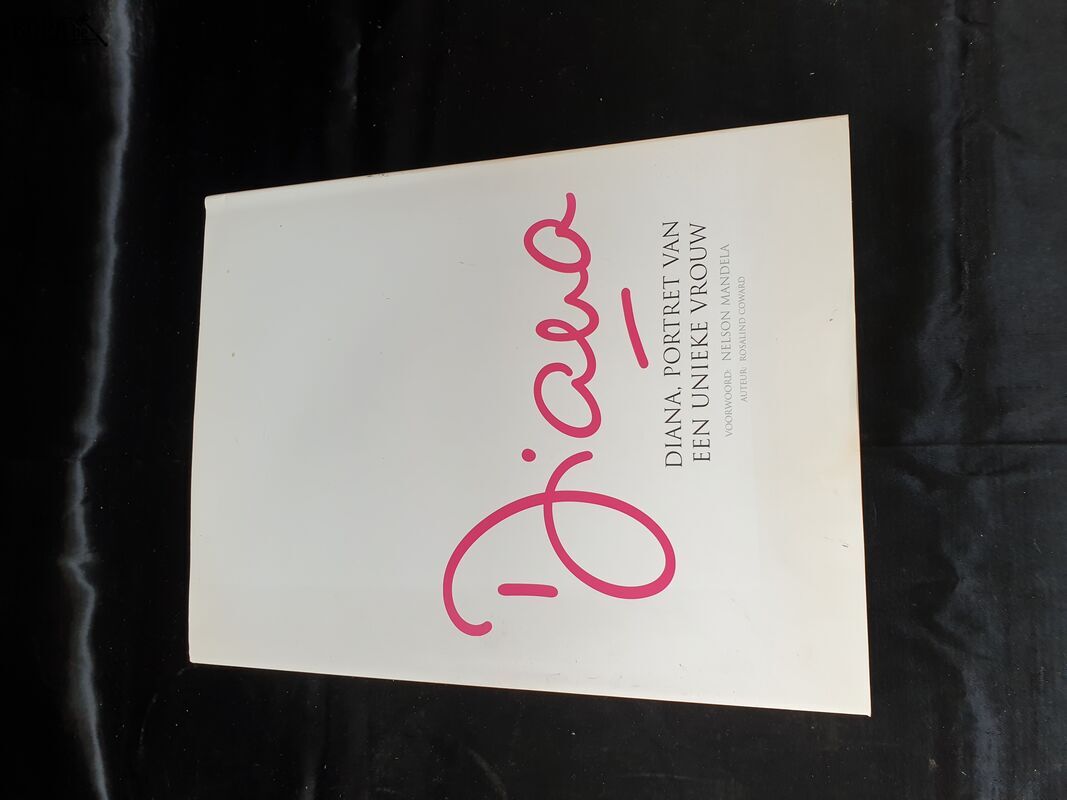 Diana
DIANA, PORTRET VAN
EEN UNIEKE VROUW
VOORWOORD: NELSON MANDELA
AUTEUR: ROSALIND COWARD